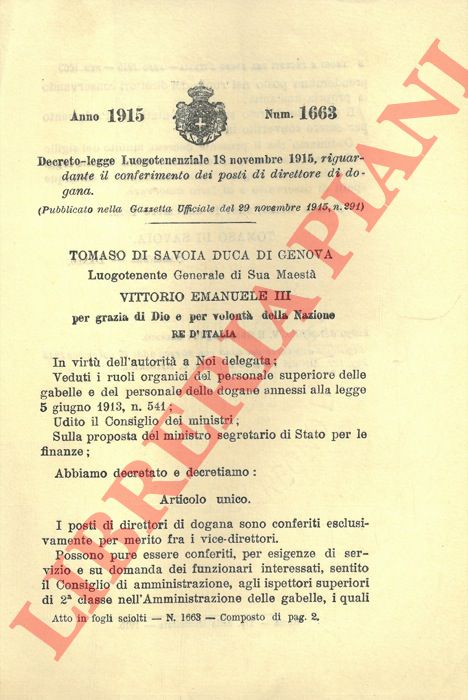 Anno 1915
Num. 1663
Decreto-legge Luogotenenziale 18 novembre 1915, riguar-
dante il conferimento dei posti di direttore di do-
gana.
(Pubblicato nella Gazzetta Ufficiale del 29 novembre 1915, n. 291)
TOMASO DI SAVOIA DUCA DI GENOVA
Luogotenente Generale di Sua Maestà
VITTORIO EMANUELE III
per grazia di Dio e per volontà della Nazione
RE D'ITALIA
In virtù dell'autorità a Noi delegata;
Veduti i ruoli organici del personale superiore delle
gabelle e del personale delle dogane annessi alla legge
5 giugno 1913, n. 541;
Udito il Consiglio dei ministri;
Sulla proposta del ministro segretario di Stato per le
finanze;
Abbiamo decretato e decretiamo:
Articolo unico.
I posti di direttori di dogana sono conferiti esclusi-
vamente per merito fra i vice-direttori.
Possono pure essere conferiti, per esigenze di ser-
vizio e su domanda dei funzionari interessati, sentito
il Consiglio di amministrazione, agli ispettori superiori
di 2ª classe nell'Amministrazione delle gabelle, i quali
Atto in fogli sciolti — N. 1663 — Composto di pag. 2.
LIBRERIA PIANI